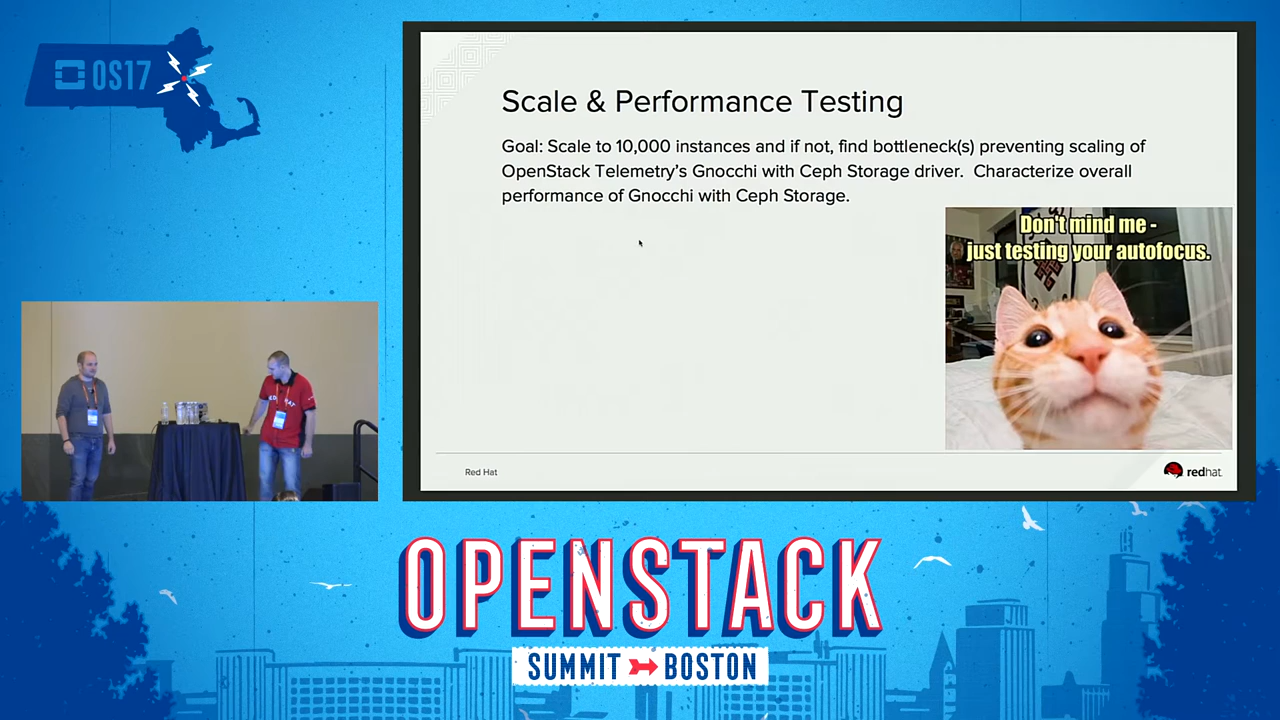 OS17
Scale & Performance Testing
Goal: Scale to 10,000 instances and if not, find bottleneck(s) preventing scaling of
OpenStack Telemetry's Gnocchi with Ceph Storage driver. Characterize overall
performance of Gnocchi with Ceph Storage.
Don't mind me -
just testing your autofocus.
Red Hat
redhat
OPENSTACK
SUMMIT BOSTON